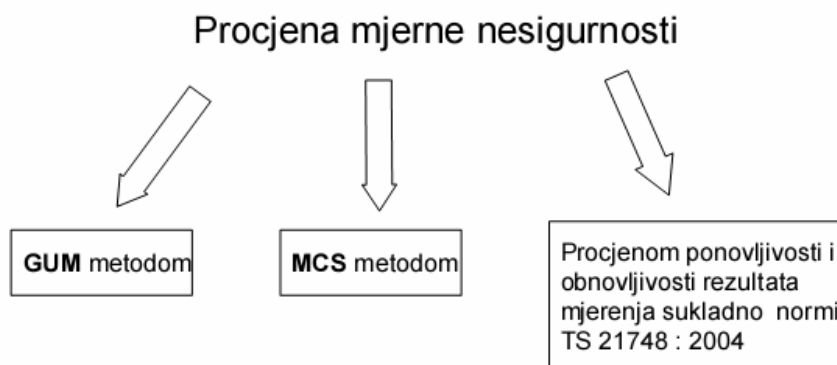 Procjena mjerne nesigurnosti
GUM metodom
MCS metodom
Procjenom ponovljivosti i
obnovljivosti rezultata
mjerenja sukladno normi
TS 21748 : 2004